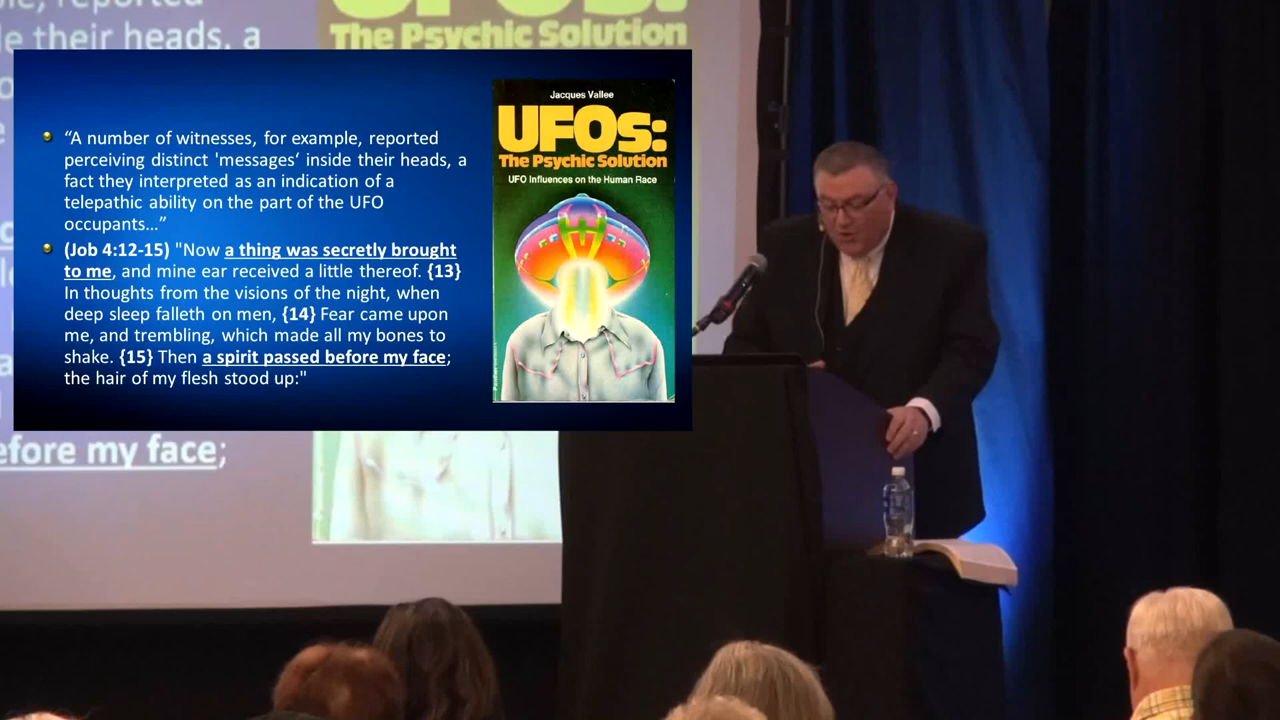 le, reported
de their heads, a
UFOs:
The Psychic Solution
“A number of witnesses, for example, reported
perceiving distinct 'messages‘ inside their heads, a
fact they interpreted as an indication of a
telepathic ability on the part of the UFO
occupants…”
(Job 4:12-15) "Now a thing was secretly brought
to me, and mine ear received a little thereof. {13}
In thoughts from the visions of the night, when
deep sleep falleth on men, {14} Fear came upon
me, and trembling, which made all my bones to
shake. {15} Then a spirit passed before my face;
the hair of my flesh stood up:"
Jacques Vallee
UFOs:
The Psychic Solution
UFO Influences on the Human Race
efore my face;